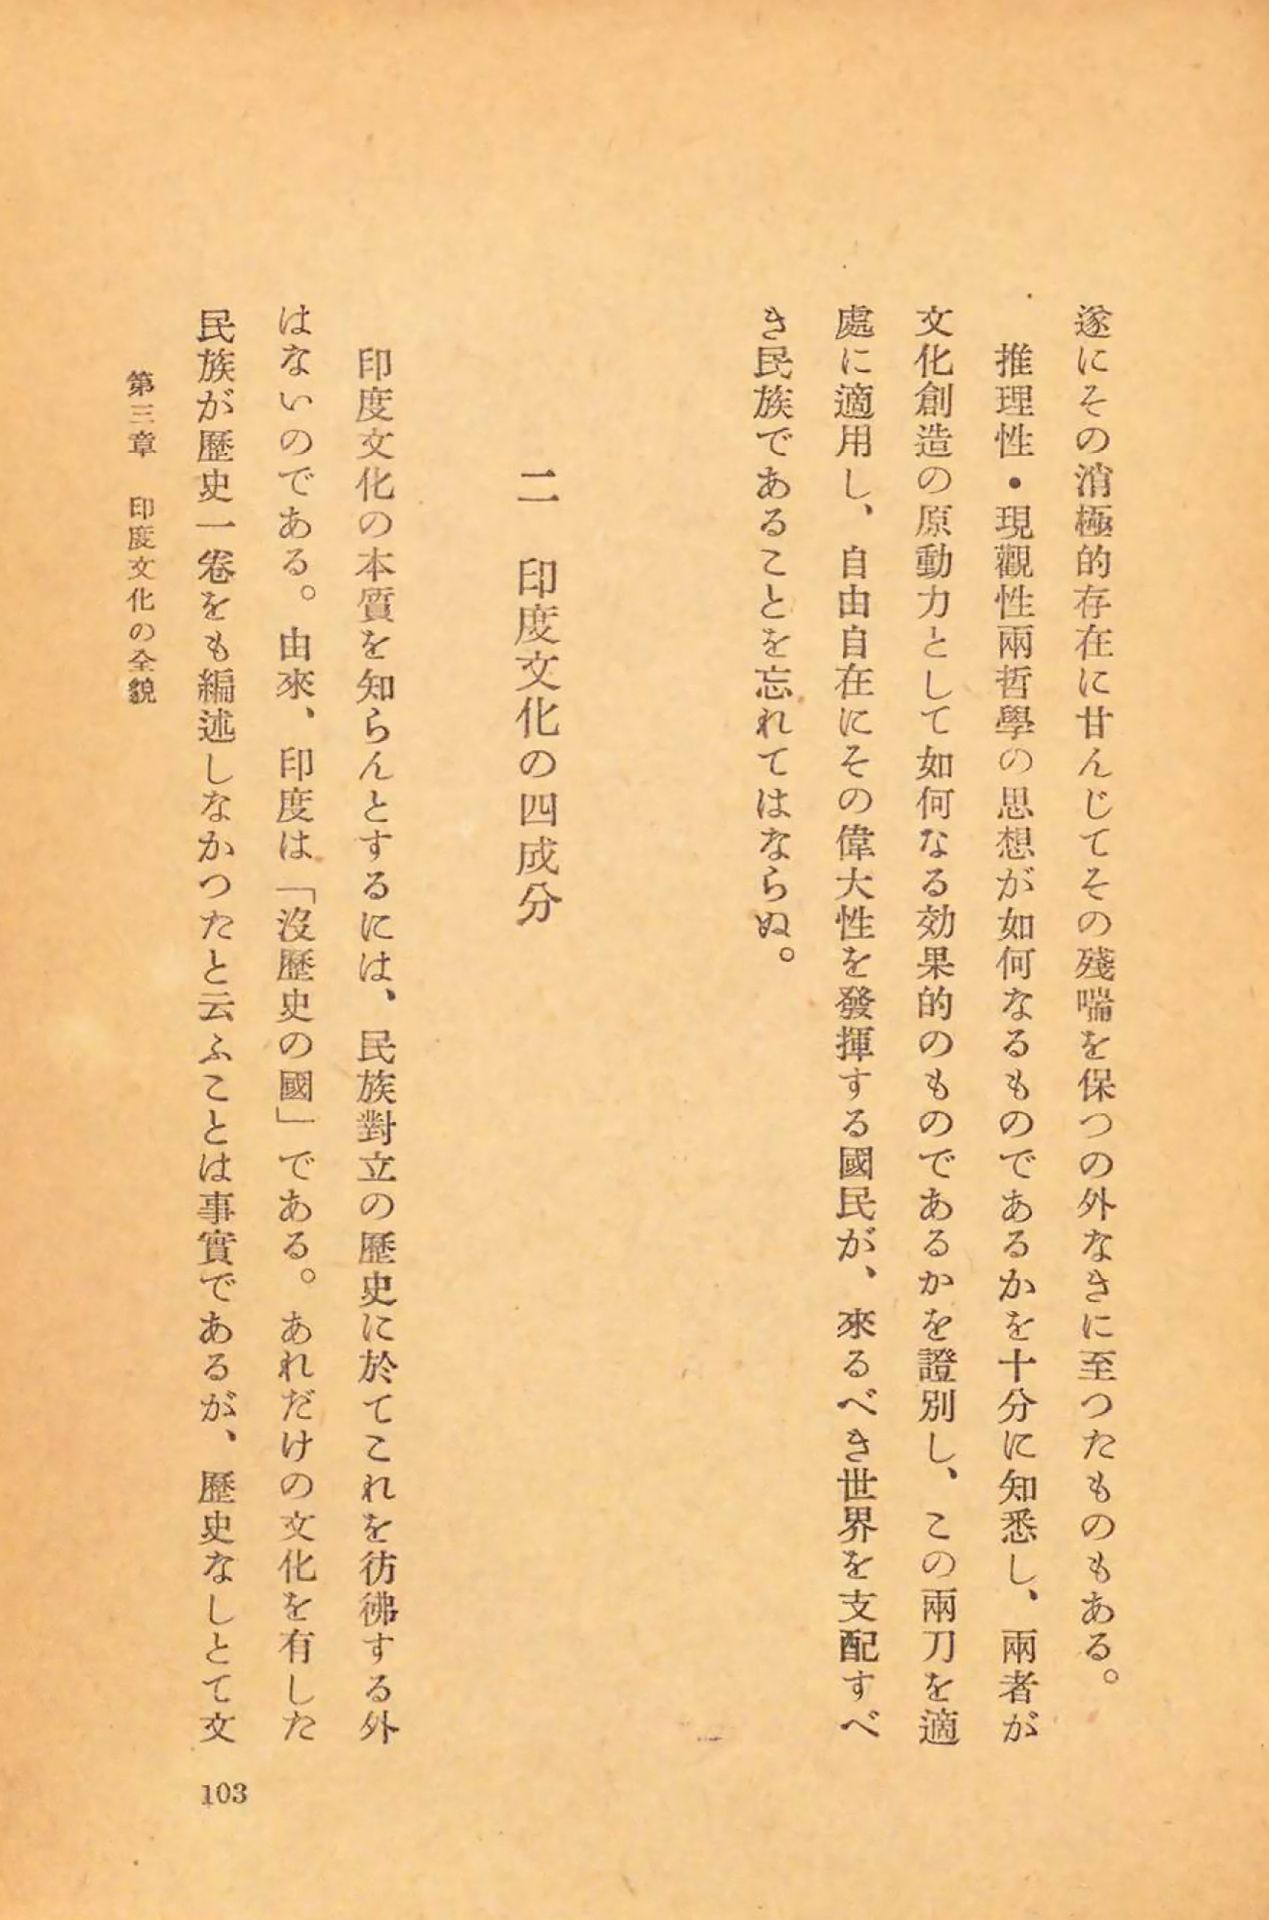 遂にその消極的存在に甘んじてその殘喘を保つの外なきに至つたものもある。
推理性・現觀性兩哲學の思想が如何なるものであるかを十分に知悉し、兩者が
文化創造の原動力として如何なる効果的のものであるかを證別し、この兩刀を適
處に適用し、自由自在にその偉大性を發揮する國民が、來るべき世界を支配すべ
き民族であることを忘れてはならぬ。
二 印度文化の四成分
印度文化の本質を知らんとするには、民族對立の歷史に於てこれを彷彿する外
はないのである。由來、印度は「沒歷史の國」である。あれだけの文化を有した
民族が歷史一卷をも編述しなかつたと云ふことは事實であるが、歷史なしとて文
第三章 印度文化の全貌
103